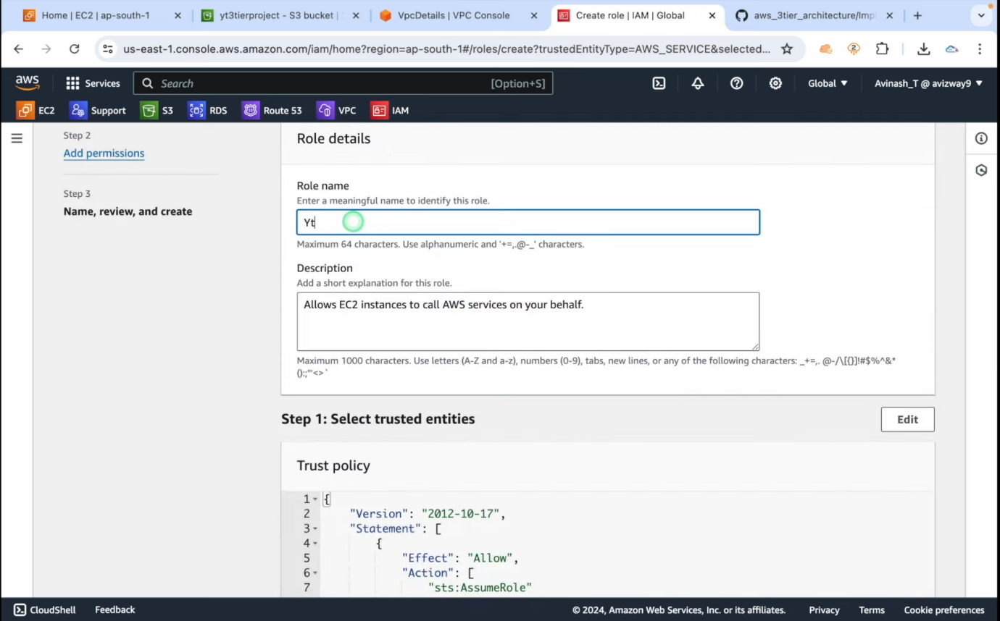 Home | EC2 | ap-south-1
yt3tierproject - S3 bucket |
VpcDetails | VPC Console
Create role | IAM | Global
aws_3tier_architecture/Impl
us-east-1.console.aws.amazon.com/iam/home?region=ap-south-1#/roles/create?trustedEntityType=AWS_SERVICE&selected...
2
aws
Services
Search
[Option+S]
Global
Avinash_T @ avizway9
EC2
Support
S3
RDS
Route 53
VPC
IAM
Step 2
Add permissions
Step 3
Name, review, and create
Role details
Role name
Enter a meaningful name to identify this role.
Yt
Maximum 64 characters. Use alphanumeric and '+=,.@-_' characters.
Description
Add a short explanation for this role.
Allows EC2 instances to call AWS services on your behalf.
Maximum 1000 characters. Use letters (A-Z and a-z), numbers (0-9), tabs, new lines, or any of the following characters: _+=,. @-/\[{}]!#$%^&*
();:"'<>`
Step 1: Select trusted entities
Edit
Trust policy
1 {
2 "Version": "2012-10-17",
3 "Statement": [
4 {
5 "Effect": "Allow",
6 "Action": [
7 "sts:AssumeRole"
CloudShell
Feedback
© 2024, Amazon Web Services, Inc. or its affiliates.
Privacy
Terms
Cookie preferences